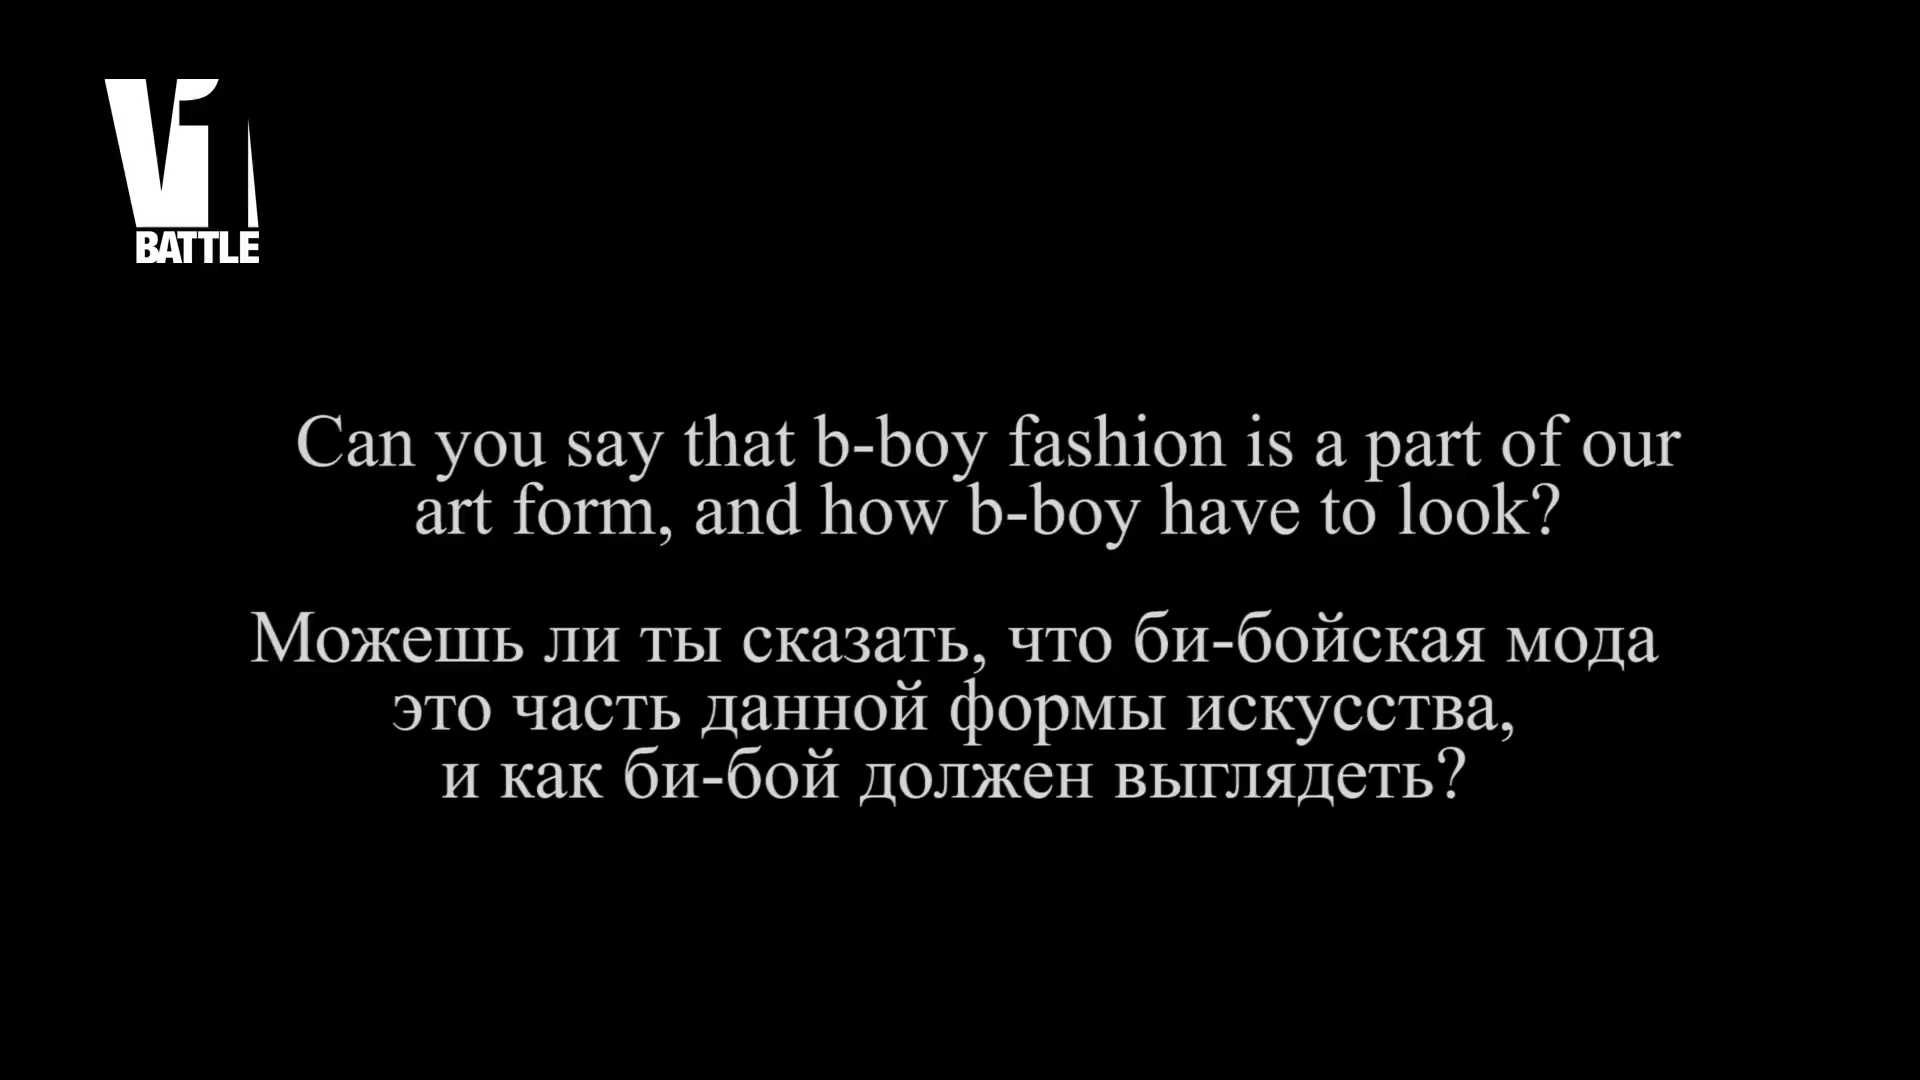 V1
BATTLE
Can you say that b-boy fashion is a part of our
art form, and how b-boy have to look?
Можешь ли ты сказать, что би-бойская мода
это часть данной формы искусства,
и как би-бой должен выглядеть?